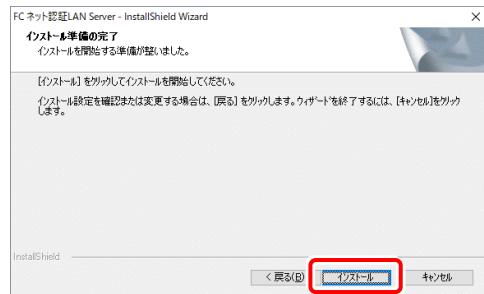 FC ネット認証LAN Server - InstallShield Wizard
インストール準備の完了
インストールを開始する準備が整いました。
[インストール] をクリックしてインストールを開始してください。
インストール設定を確認または変更する場合は、[戻る] をクリックします。ウィザードを終了するには、[キャンセル]をクリック
します。
InstallShield
< 戻る(B)
インストール
キャンセル